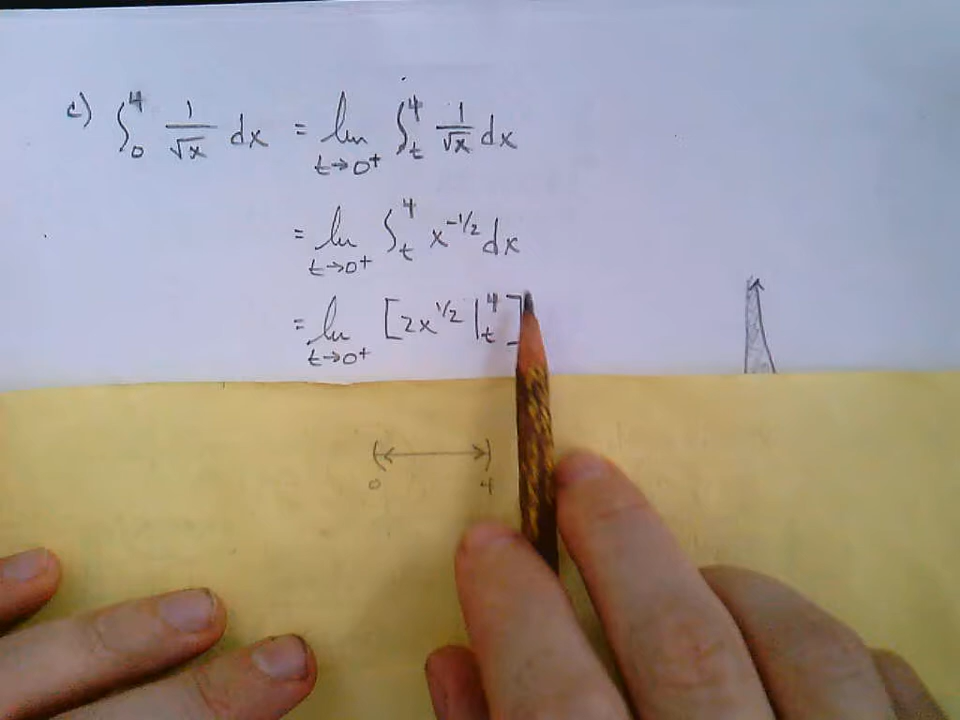 c) ∫₀⁴ 1/√x dx = lim t→0⁺ ∫ₜ⁴ 1/√x dx
= lim t→0⁺ ∫ₜ⁴ x^(-1/2) dx
= lim t→0⁺ [2x^(1/2) |ₜ⁴]
0 4